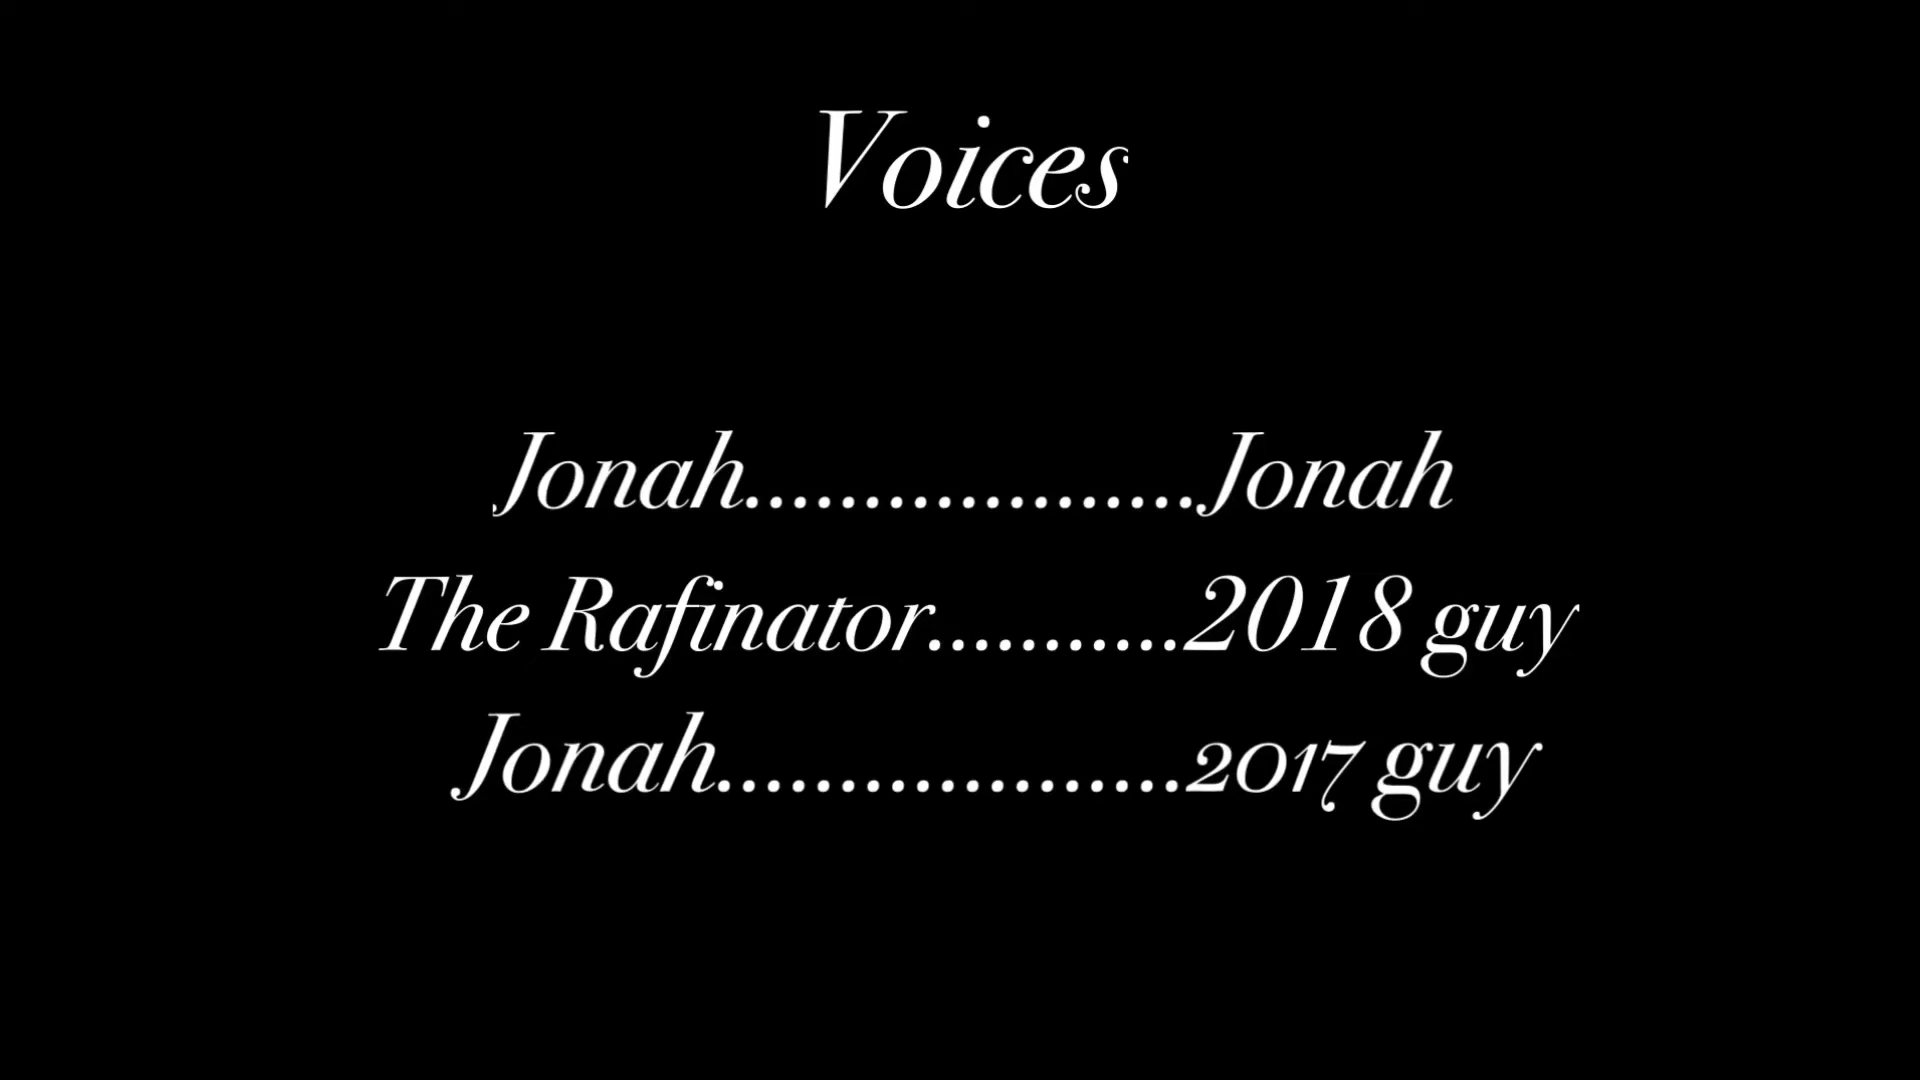 Voices
Jonah...................Jonah
The Rafinator...........2018 guy
Jonah...................2017 guy